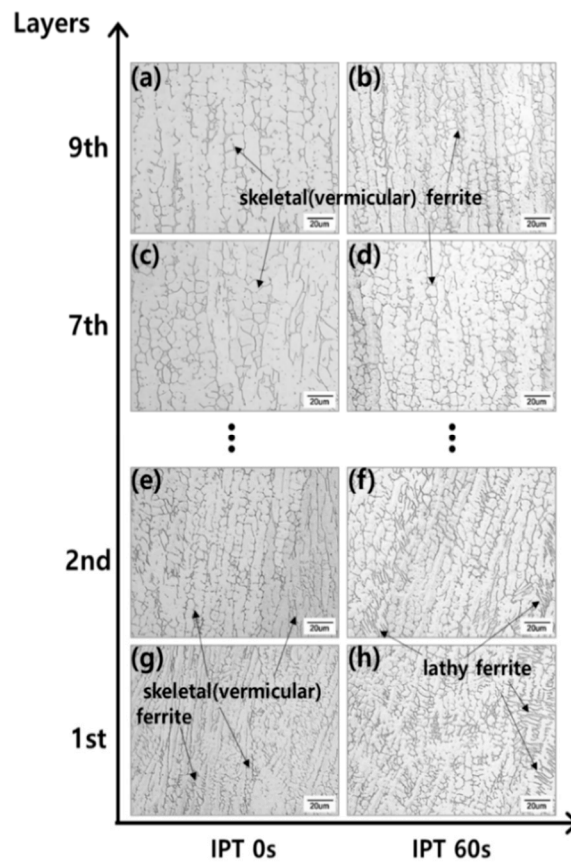 Layers
(a)
(b)
9th
skeletal(vermicular) ferrite
20um
20um
(c)
(d)
7th
20um
20um
(e)
(f)
2nd
20um
20um
(g)
(h)
skeletal(vermicular)
ferrite
lathy ferrite
1st
20um
20um
IPT 0s
IPT 60s